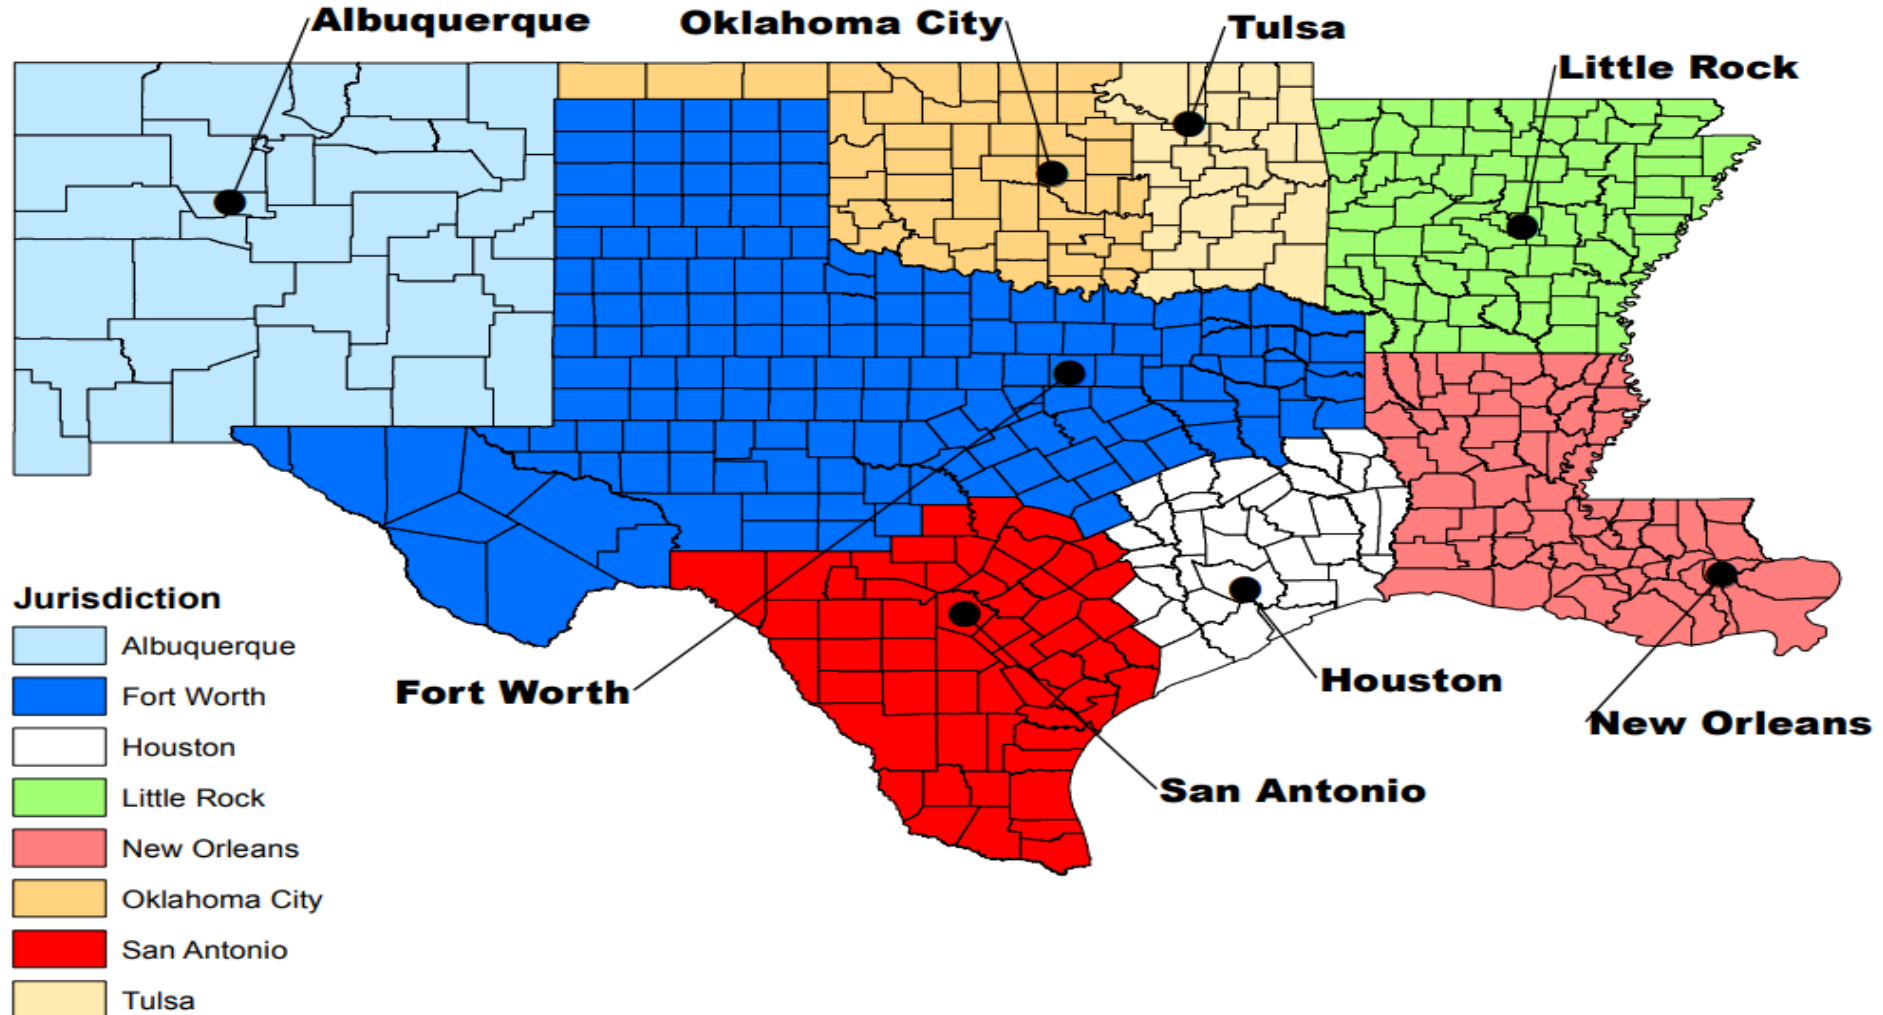 Albuquerque
Oklahoma City
Tulsa
Little Rock
Fort Worth
Houston
New Orleans
San Antonio
Jurisdiction
Albuquerque
Fort Worth
Houston
Little Rock
New Orleans
Oklahoma City
San Antonio
Tulsa